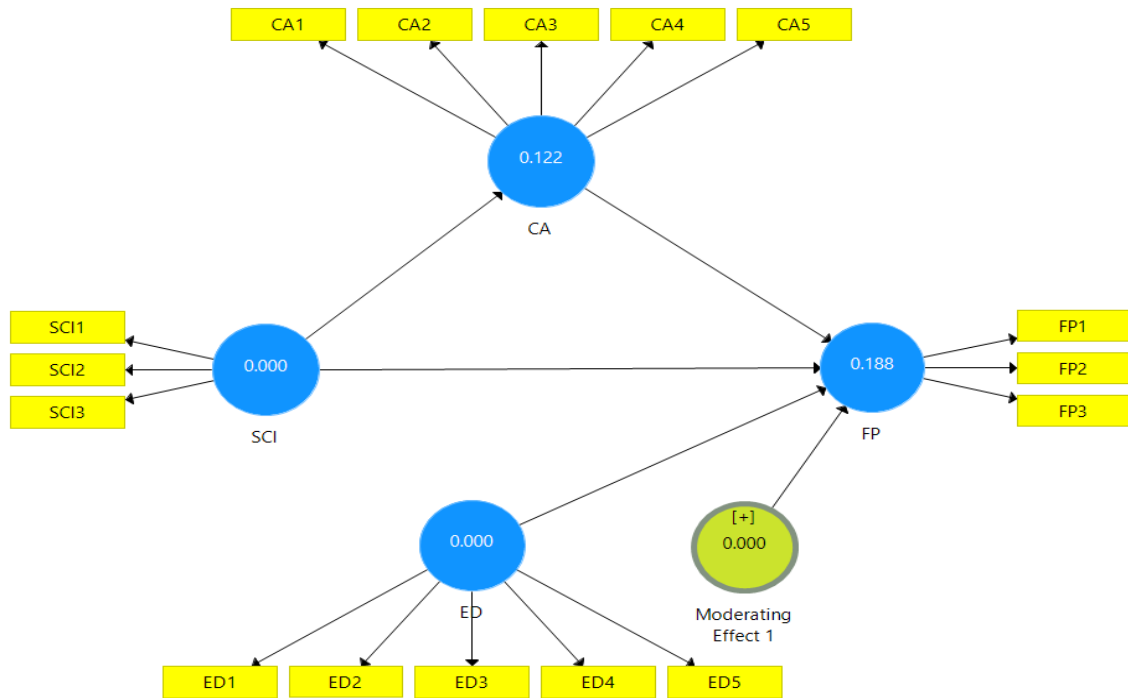 CA1
CA2
CA3
CA4
CA5
0.122
CA
SCI1
SCI2
SCI3
0.000
SCI
0.188
FP
FP1
FP2
FP3
0.000
ED
[+]
0.000
Moderating
Effect 1
ED1
ED2
ED3
ED4
ED5